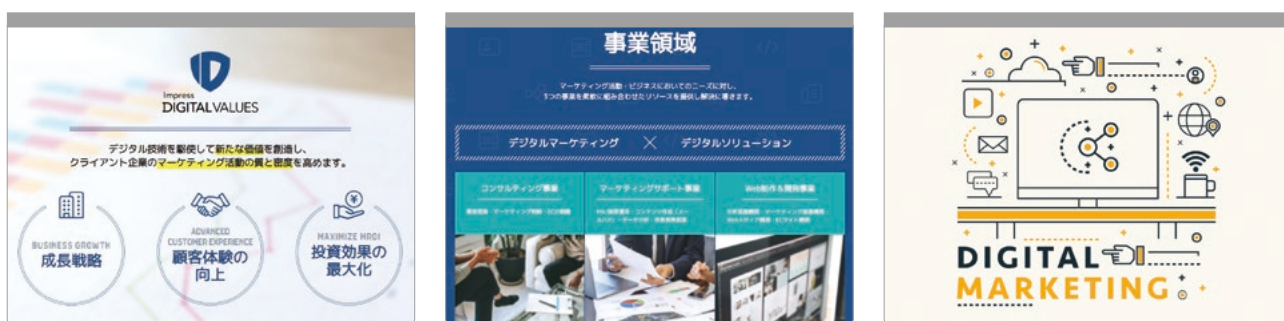 Impress
DIGITAL VALUES
デジタル技術を駆使して新たな価値を創造し、
クライアント企業のマーケティング活動の質と密度を高めます。
BUSINESS GROWTH
成長戦略
ADVANCED
CUSTOMER EXPERIENCE
顧客体験の
向上
MAXIMIZE MROI
投資効果の
最大化
事業領域
マーケティング活動・ビジネスにおいてのニーズに対し、
3つの事業を柔軟に組み合わせたリソースを提供し解決に導きます。
デジタルマーケティング × デジタルソリューション
コンサルティング事業
マーケティングサポート事業
Web制作&開発事業
DIGITAL
MARKETING